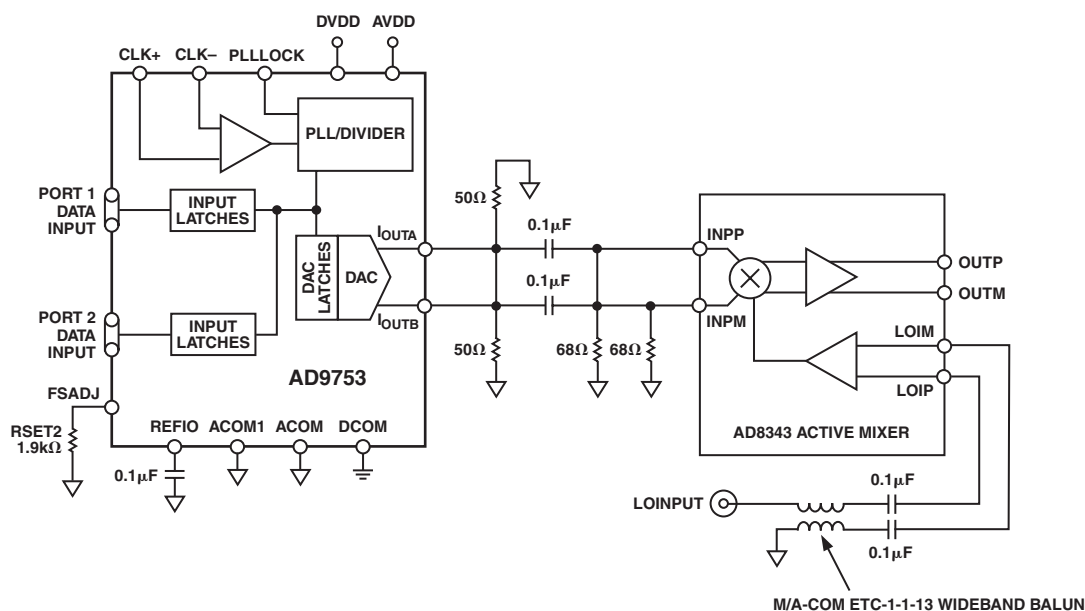 DVDD AVDD
CLK+ CLK– PLLLOCK
PLL/DIVIDER
PORT 1
DATA
INPUT
INPUT
LATCHES
50Ω
0.1µF
IOUTA
DAC
LATCHES
DAC
INPP
OUTP
OUTM
0.1µF
IOUTB
INPM
PORT 2
DATA
INPUT
INPUT
LATCHES
50Ω
68Ω
68Ω
LOIM
LOIP
AD9753
FSADJ
RSET2
1.9kΩ
REFIO ACOM1 ACOM DCOM
0.1µF
AD8343 ACTIVE MIXER
0.1µF
LOINPUT
0.1µF
M/A-COM ETC-1-1-13 WIDEBAND BALUN